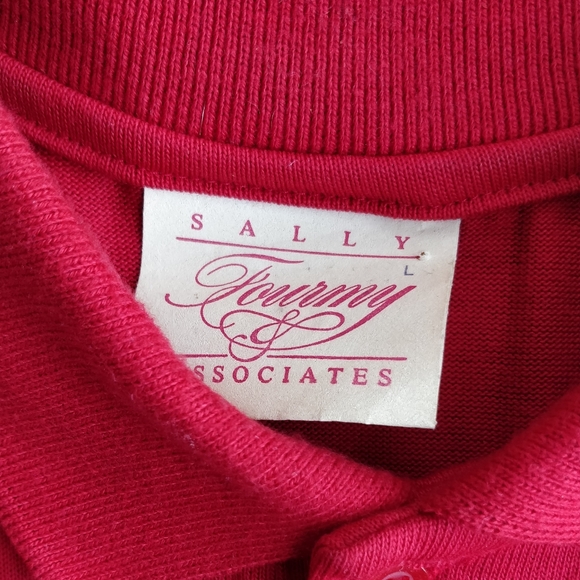 SALLY
L
Fourmy
&
ASSOCIATES